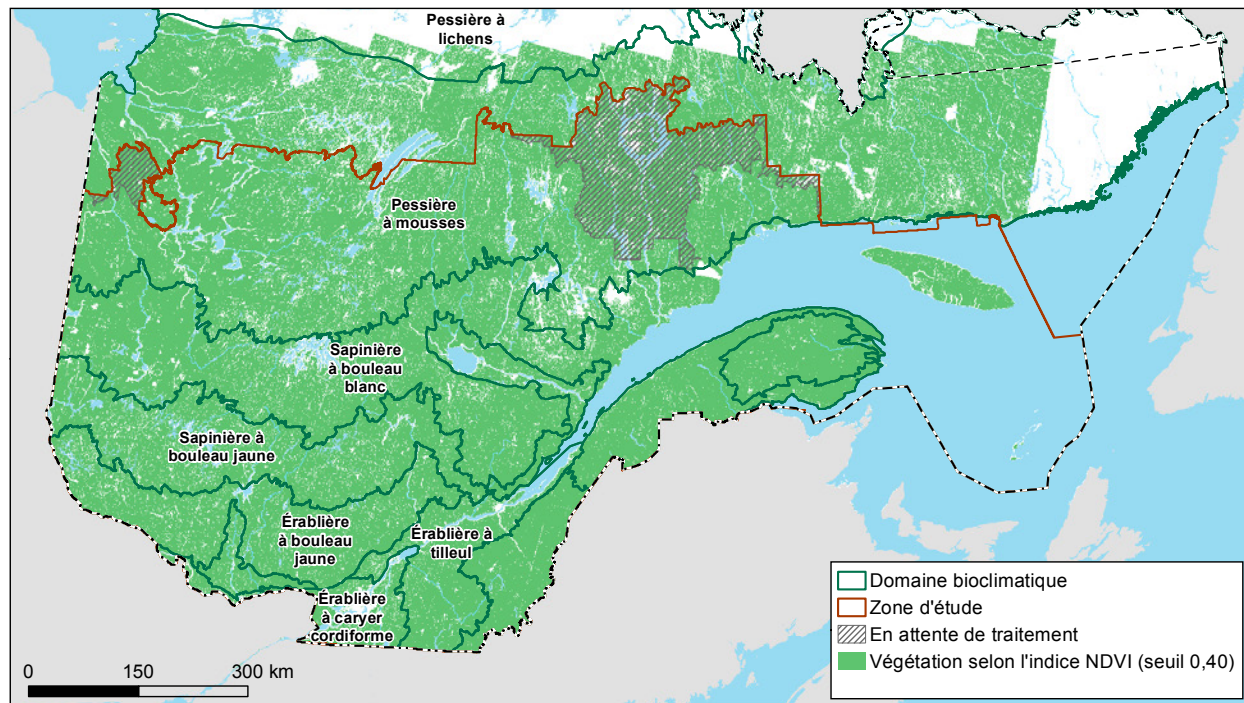 Pessière à
lichens
Pessière
à mousses
Sapinière
à bouleau
blanc
Sapinière à
bouleau jaune
Érablière
à bouleau
jaune
Érablière à
tilleul
Érablière
à caryer
cordiforme
Domaine bioclimatique
Zone d'étude
En attente de traitement
Végétation selon l'indice NDVI (seuil 0,40)
0 150 300 km